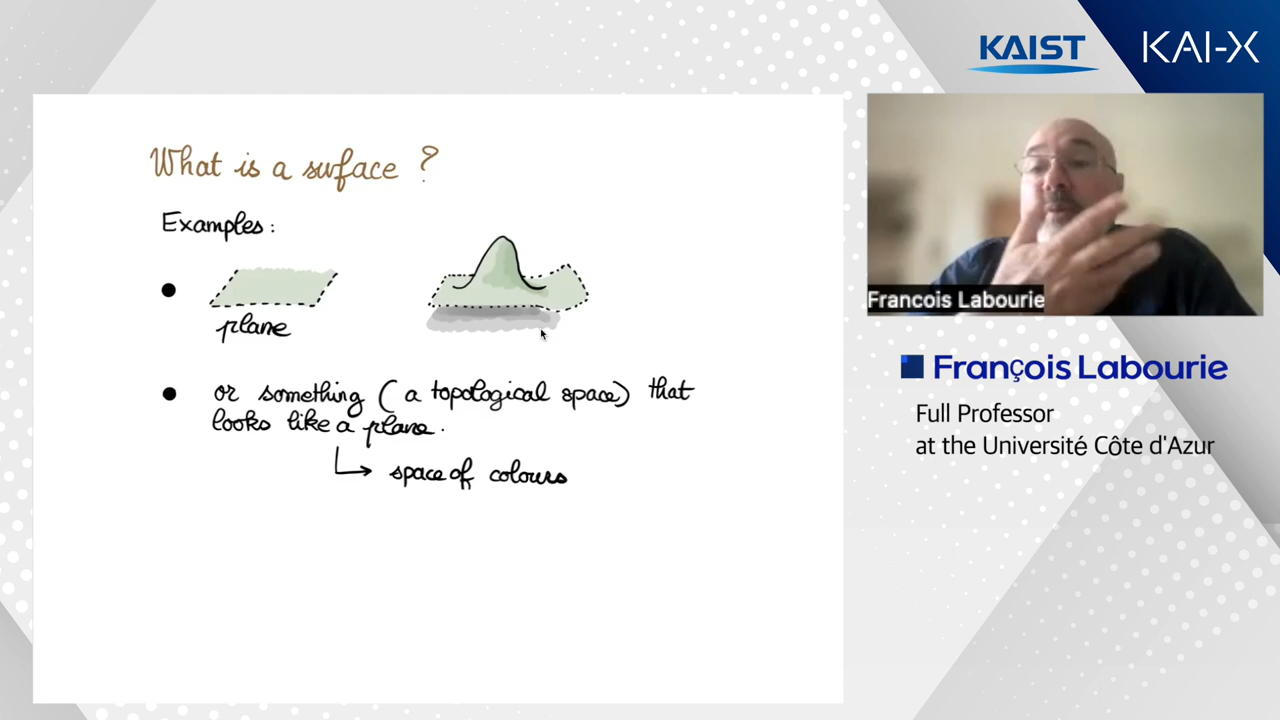 KAIST
KAI-X
What is a surface ?
Examples :
plane
or something ( a topological space) that
looks like a plane.
space of colours
Francois Labourie
François Labourie
Full Professor
at the Université Côte d'Azur